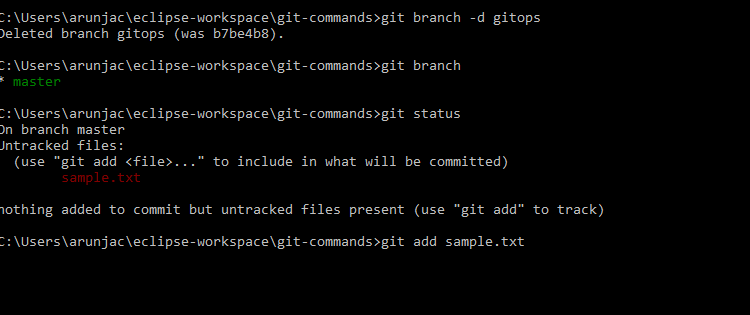 C:\Users\arunjac\eclipse-workspace\git-commands>git branch -d gitops
Deleted branch gitops (was b7be4b8).
C:\Users\arunjac\eclipse-workspace\git-commands>git branch
* master
C:\Users\arunjac\eclipse-workspace\git-commands>git status
On branch master
Untracked files:
(use "git add <file>..." to include in what will be committed)
sample.txt
nothing added to commit but untracked files present (use "git add" to track)
C:\Users\arunjac\eclipse-workspace\git-commands>git add sample.txt